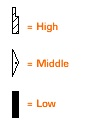 = High
= Middle
= Low